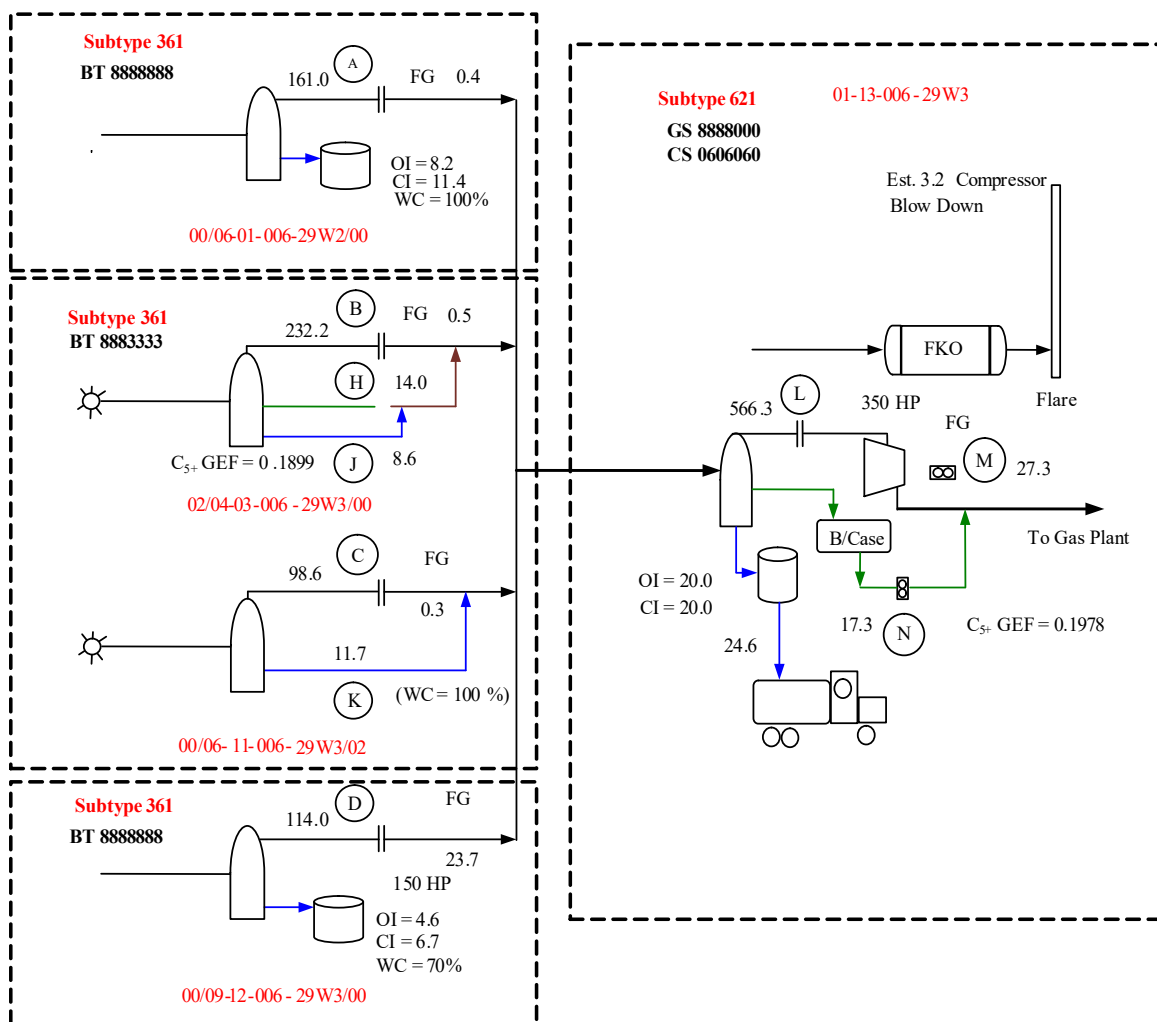 Subtype 361
BT 8888888
161.0
A
FG 0.4
OI = 8.2
CI = 11.4
WC = 100%
00/06-01-006-29W2/00
Subtype 361
BT 8883333
232.2
B
FG 0.5
H
14.0
C5+ GEF = 0 .1899
J
8.6
02/04-03-006 - 29W3/00
98.6
C
FG
0.3
11.7
K
(WC = 100 %)
00/06- 11-006- 29W3/02
Subtype 361
BT 8888888
114.0
D
FG
23.7
150 HP
OI = 4.6
CI = 6.7
WC = 70%
00/09-12-006 - 29W3/00
Subtype 621
01-13-006 -29W3
GS 8888000
CS 0606060
Est. 3.2 Compressor
Blow Down
FKO
Flare
566.3
L
350 HP
FG
M
27.3
B/Case
To Gas Plant
OI = 20.0
CI = 20.0
24.6
17.3
N
C5+ GEF = 0.1978